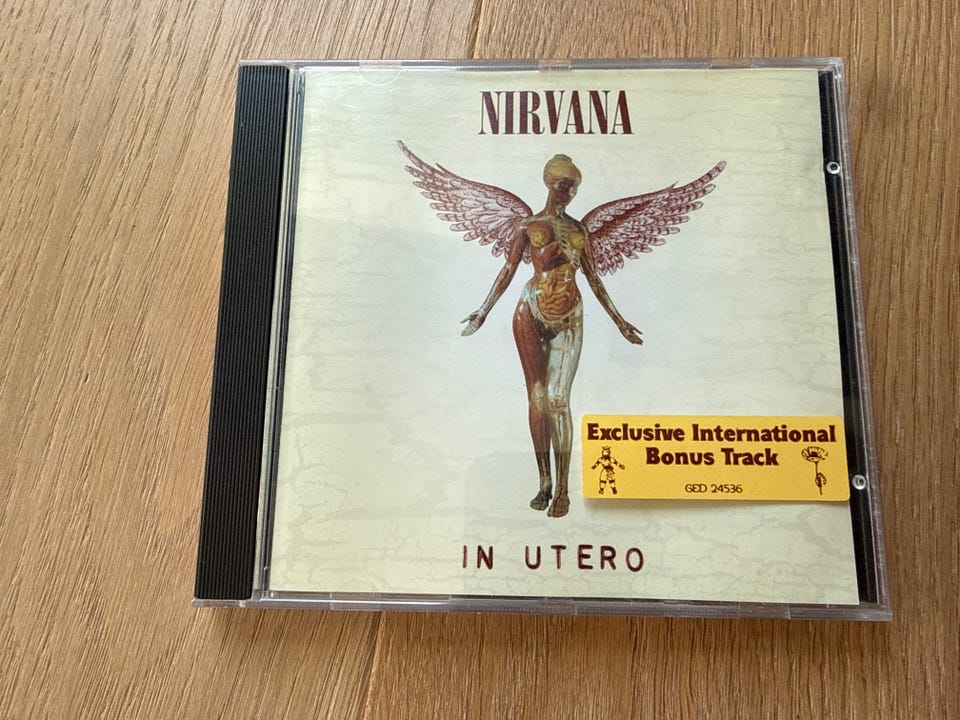 NIRVANA
Exclusive International
Bonus Track
GED 24536
IN UTERO